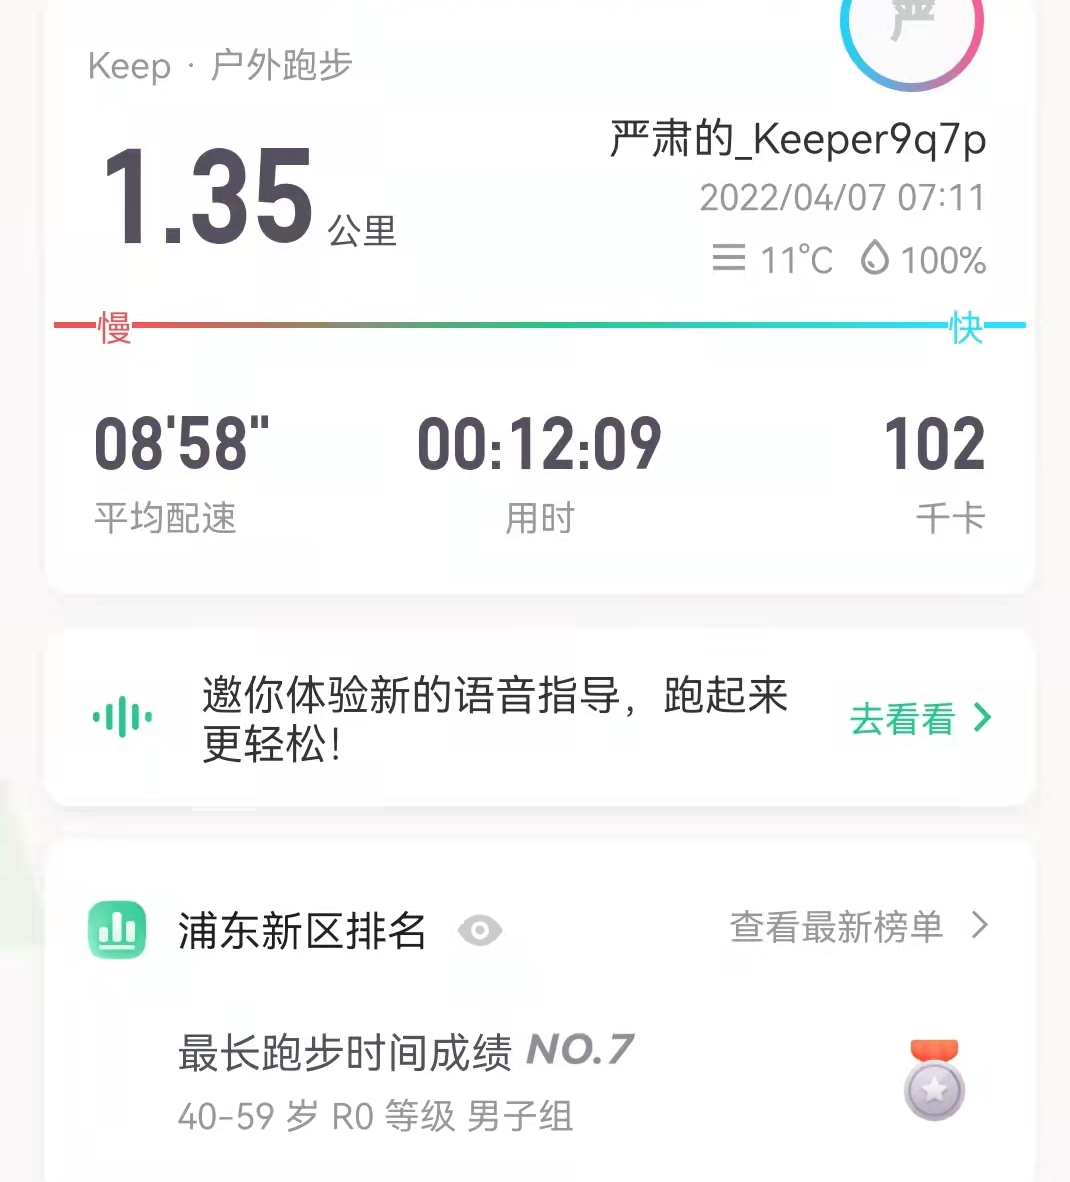 严
Keep · 户外跑步
严肃的_Keeper9q7p
1.35 公里
2022/04/07 07:11
11℃ 100%
慢 快
08'58" 00:12:09 102
平均配速 用时 千卡
邀你体验新的语音指导，跑起来
更轻松！
去看看
浦东新区排名 查看最新榜单
最长跑步时间成绩 NO.7
40-59 岁 R0 等级 男子组